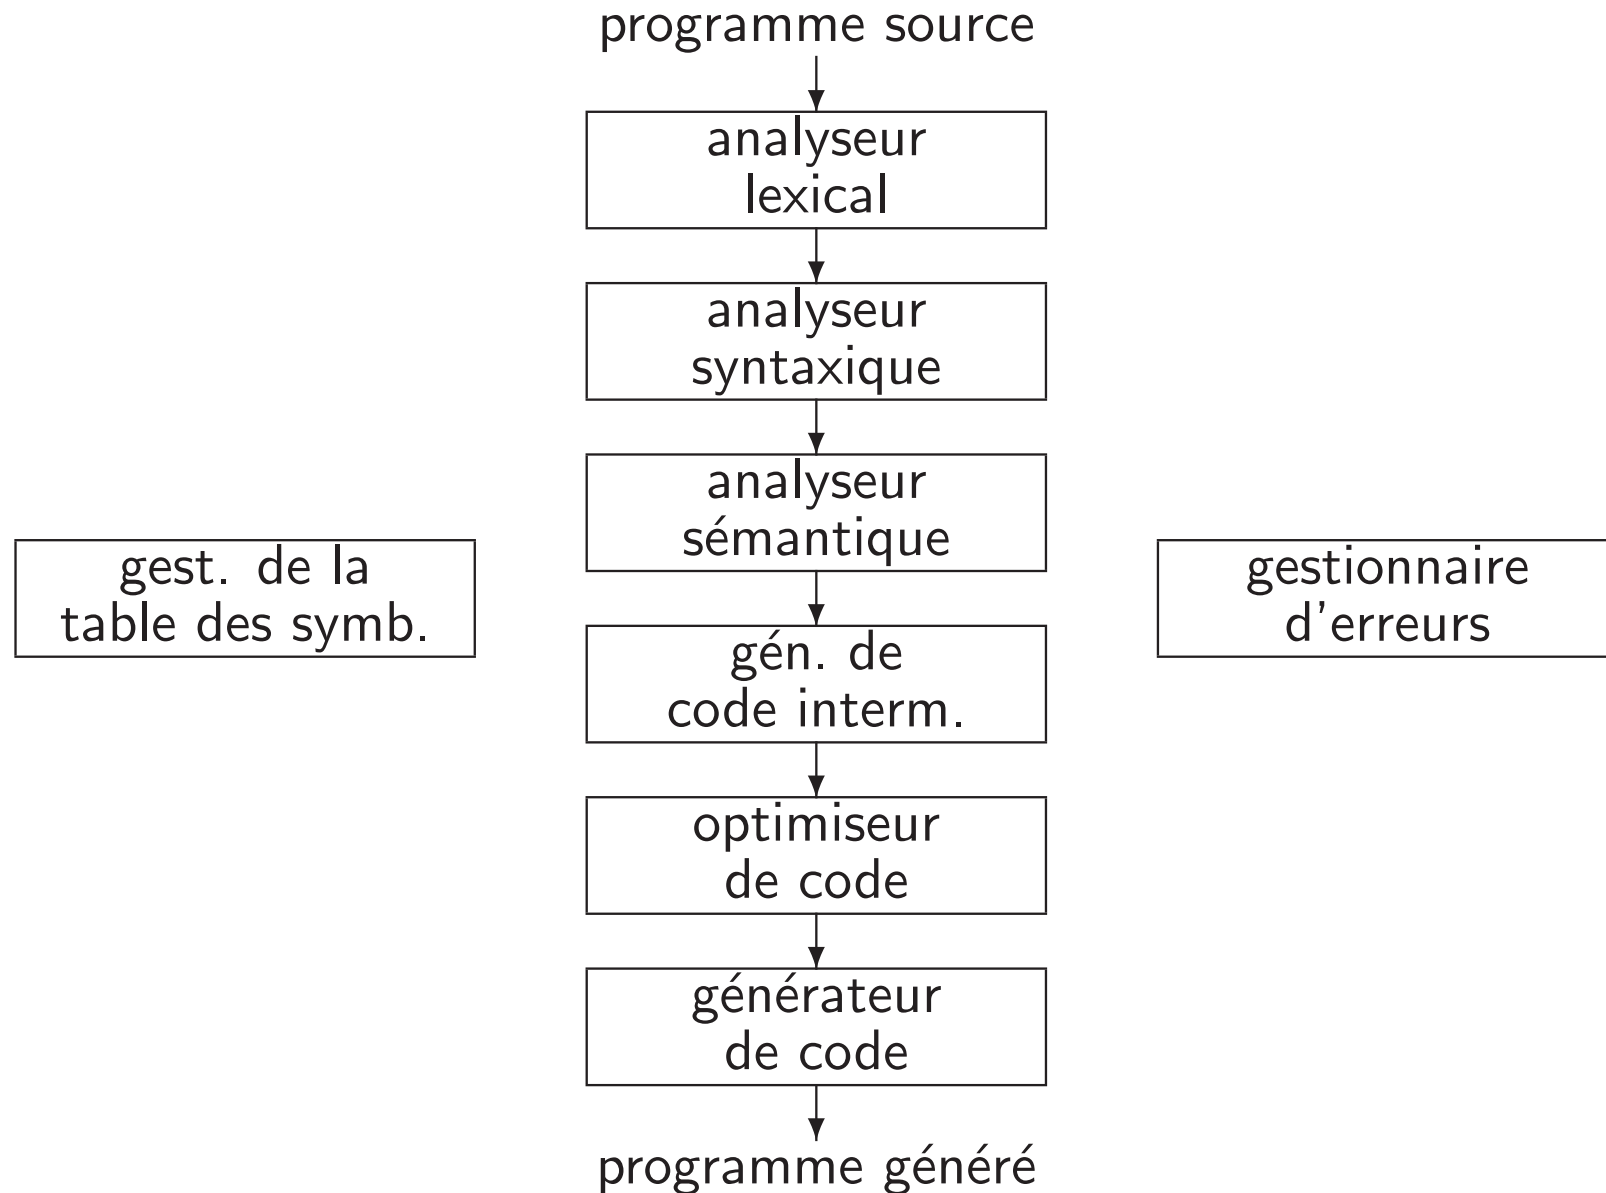 programme source
analyseur
lexical
analyseur
syntaxique
analyseur
sémantique
gest. de la
table des symb.
gestionnaire
d'erreurs
gén. de
code interm.
optimiseur
de code
générateur
de code
programme généré